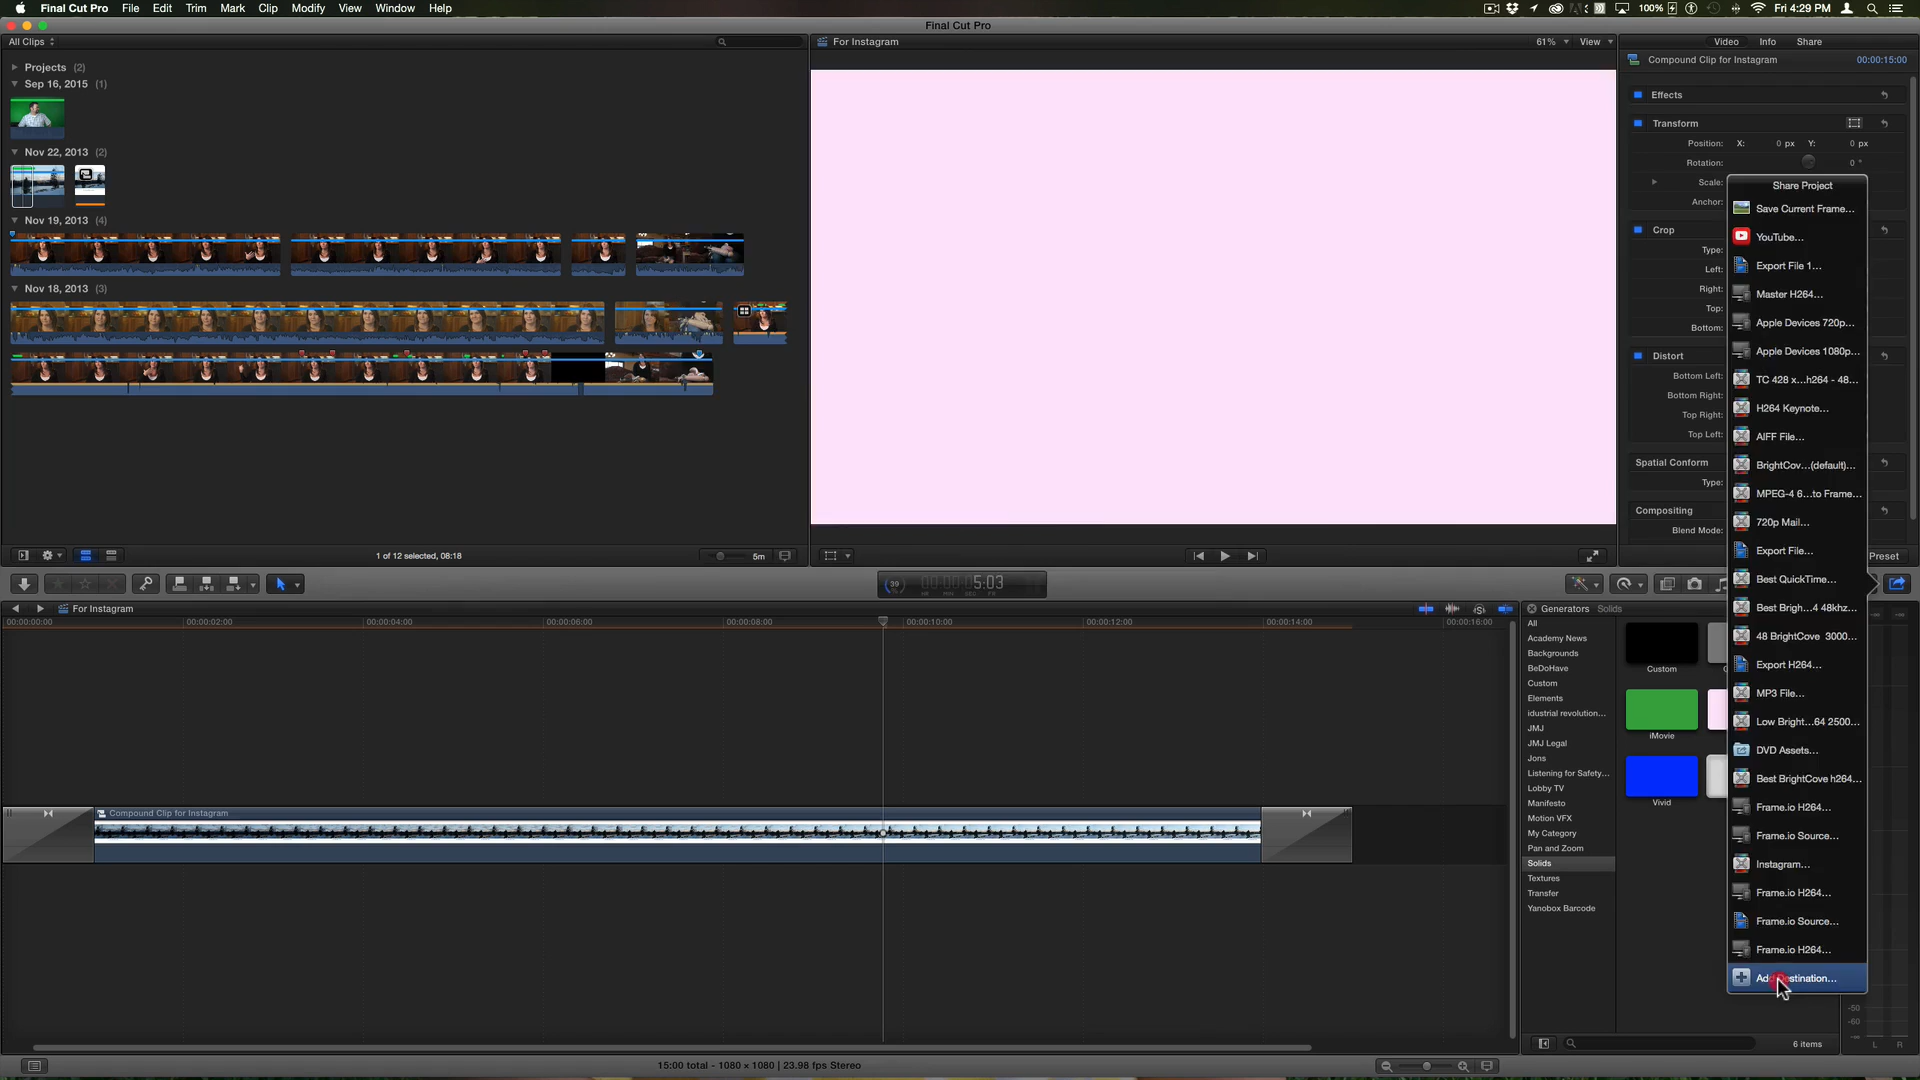 Final Cut Pro File Edit Trim Mark Clip Modify View Window Help
100% Fri 4:29 PM
Final Cut Pro
All Clips
Projects (2)
Sep 16, 2015 (1)
Nov 22, 2013 (2)
Nov 19, 2013 (4)
Nov 18, 2013 (3)
1 of 12 selected, 08:18
5m
For Instagram
61% View
Video Info Share
Compound Clip for Instagram 00:00:15:00
Effects
Transform
Position: X: 0 px Y: 0 px
Rotation: 0 °
Scale:
Anchor:
Crop
Type:
Left:
Right:
Top:
Bottom:
Distort
Bottom Left:
Bottom Right:
Top Right:
Top Left:
Spatial Conform
Type:
Compositing
Blend Mode:
Preset
Share Project
Save Current Frame...
YouTube...
Export File 1...
Master H264...
Apple Devices 720p...
Apple Devices 1080p...
TC 428 x...h264 - 48...
H264 Keynote...
AIFF File...
BrightCov...(default)...
MPEG-4 6...to Frame...
720p Mail...
Export File...
Best QuickTime...
Best Brigh...4 48khz...
48 BrightCove 3000...
Export H264...
MP3 File...
Low Bright...64 2500...
DVD Assets...
Best BrightCove h264...
Frame.io H264...
Frame.io Source...
Instagram...
Frame.io H264...
Frame.io Source...
Frame.io H264...
39
5:03
HR MIN SEC FR
For Instagram
00:00:00:00 00:00:02:00 00:00:04:00 00:00:06:00 00:00:08:00 00:00:10:00 00:00:12:00 00:00:14:00 00:00:16:00
Compound Clip for Instagram
Generators Solids
All
Academy News
Backgrounds
BeDoHave
Custom
Elements
idustrial revolution...
JMJ
JMJ Legal
Jons
Listening for Safety...
Lobby TV
Manifesto
Motion VFX
My Category
Pan and Zoom
Solids
Textures
Transfer
Yanobox Barcode
Custom
iMovie
Vivid
-50
-60
-∞
L R
6 items
15:00 total - 1080 x 1080 | 23.98 fps Stereo